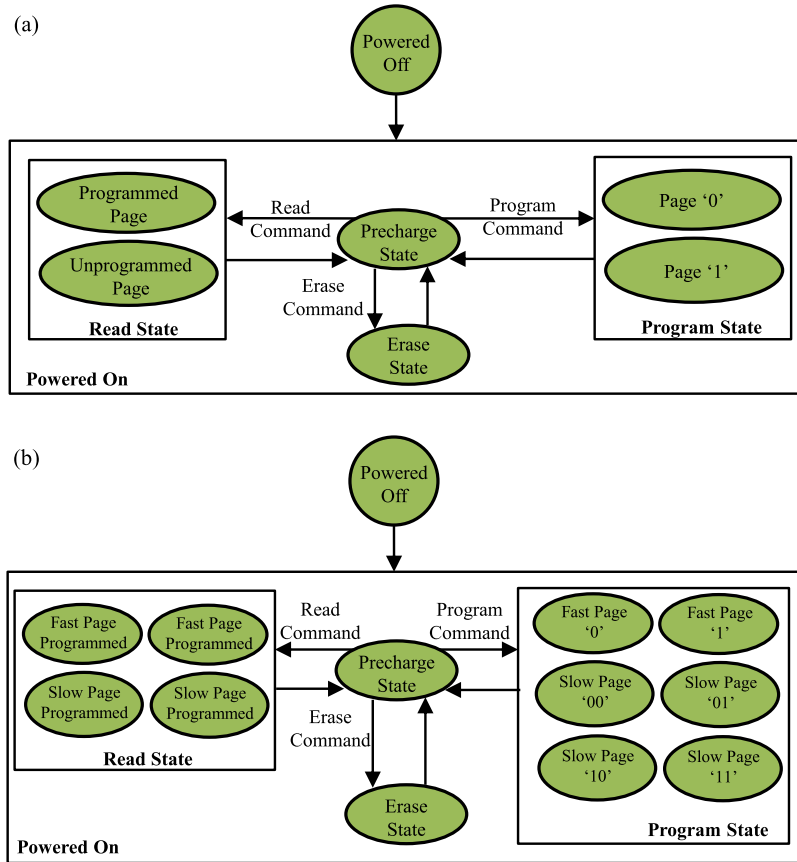 (a)
Powered
Off
Programmed
Page
Unprogrammed
Page
Read State
Read
Command
Precharge
State
Program
Command
Erase
Command
Erase
State
Page ‘0’
Page ‘1’
Program State
Powered On
(b)
Powered
Off
Fast Page
Programmed
Fast Page
Programmed
Slow Page
Programmed
Slow Page
Programmed
Read State
Read
Command
Precharge
State
Program
Command
Erase
Command
Erase
State
Fast Page
‘0’
Fast Page
‘1’
Slow Page
‘00’
Slow Page
‘01’
Slow Page
‘10’
Slow Page
‘11’
Program State
Powered On